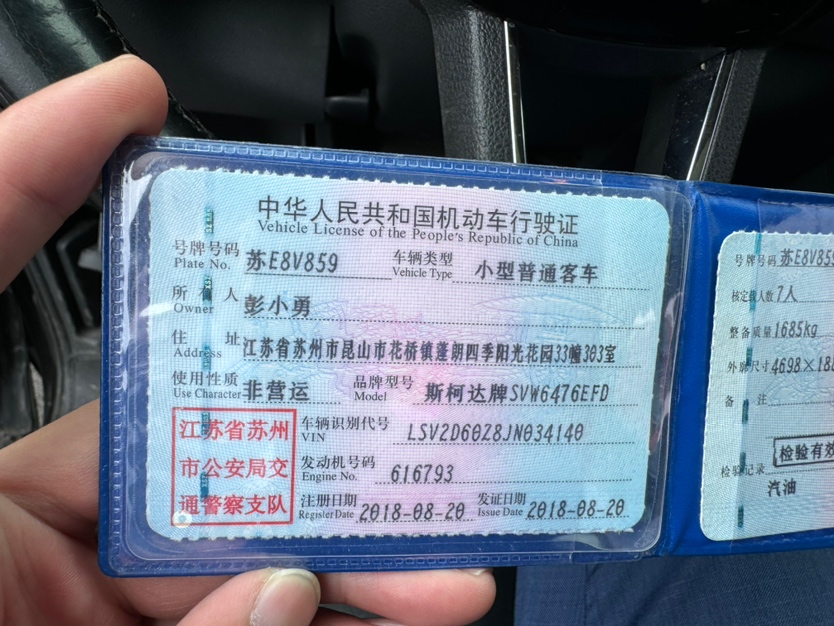 中华人民共和国机动车行驶证
Vehicle License of the People's Republic of China
号牌号码 Plate No. 苏E8V859 车辆类型 Vehicle Type 小型普通客车
所有人 Owner 彭小勇
住址 Address 江苏省苏州市昆山市花桥镇蓬朗四季阳光花园33幢303室
使用性质 Use Character 非营运 品牌型号 Model 斯柯达牌SVW6476EFD
江苏省苏州
市公安局交
通警察支队
车辆识别代号 VIN LSV2D60Z8JN034140
发动机号码 Engine No. 616793
注册日期 Register Date 2018-08-20 发证日期 Issue Date 2018-08-20
号牌号码 苏E8V859
核定载人数 7人
整备质量 1685kg
外廓尺寸 4698×188
备注
检验有效
检验记录
汽油